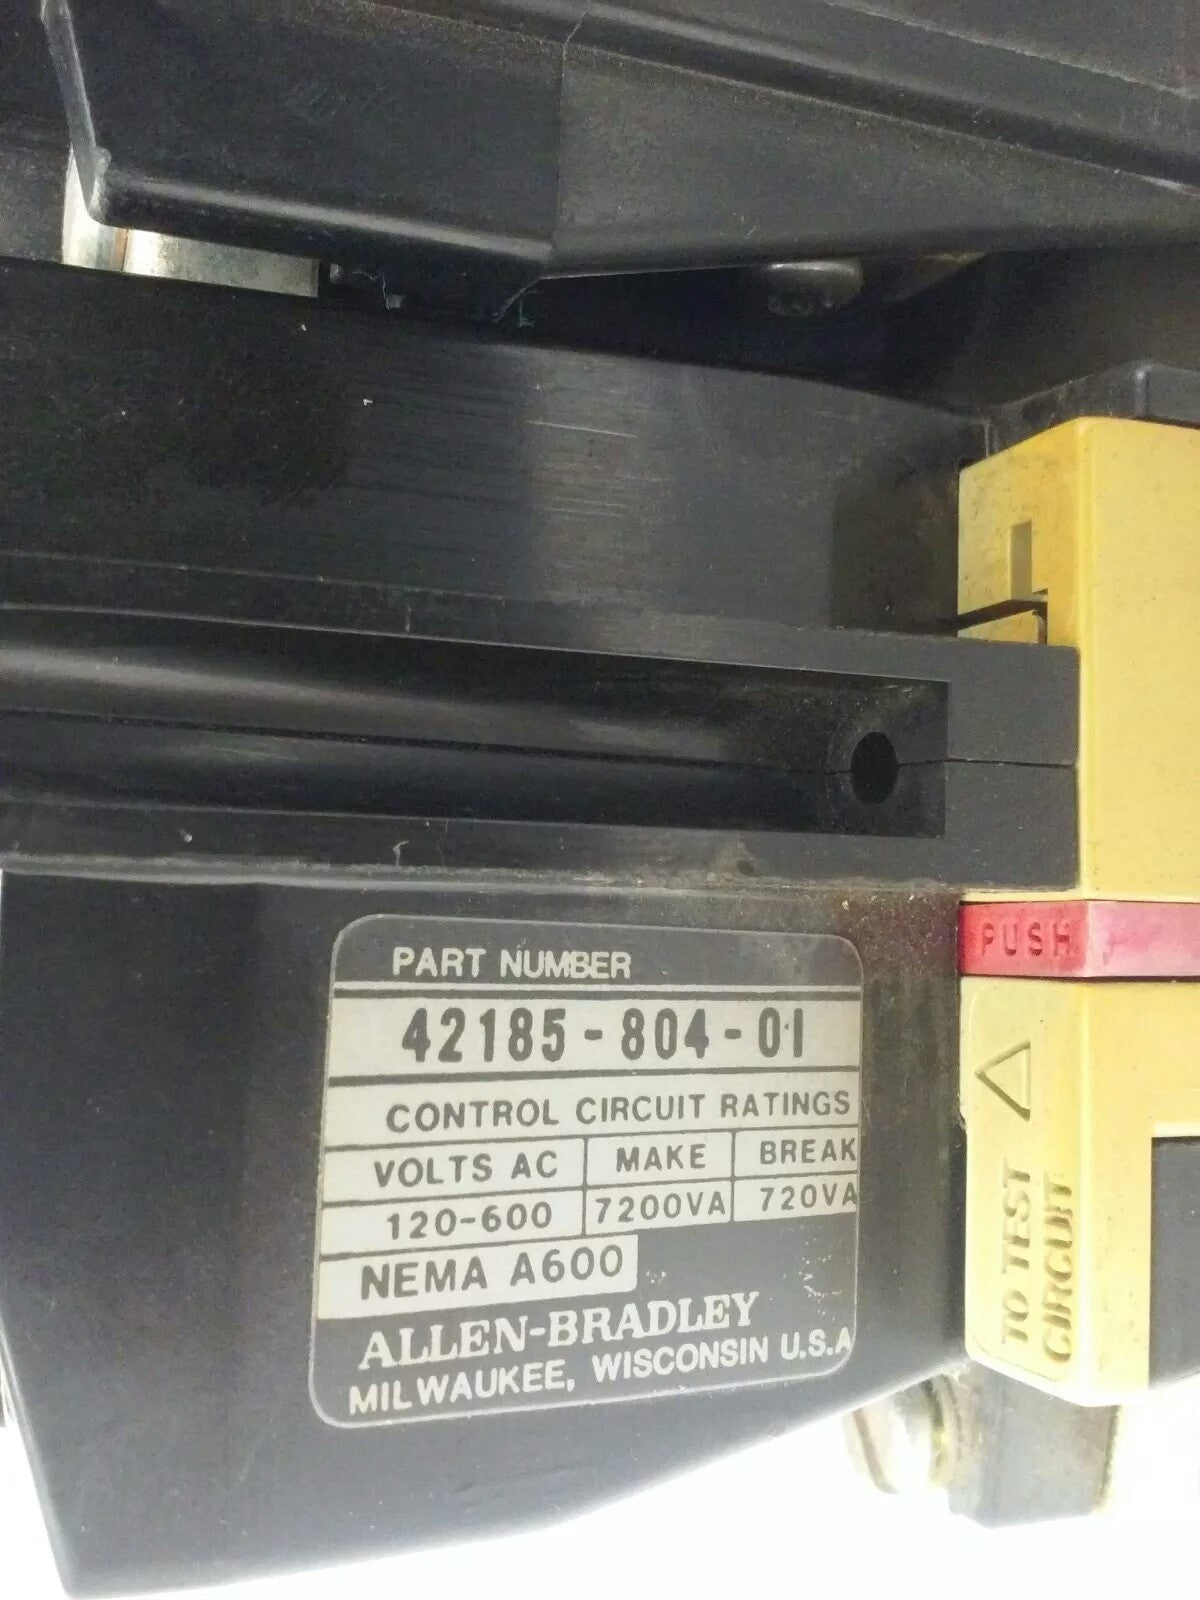 PART NUMBER
42185-804-01
CONTROL CIRCUIT RATINGS
VOLTS AC MAKE BREAK
120-600 7200VA 720VA
NEMA A600
ALLEN-BRADLEY
MILWAUKEE, WISCONSIN U.S.A
PUSH
TO TEST
CIRCUIT